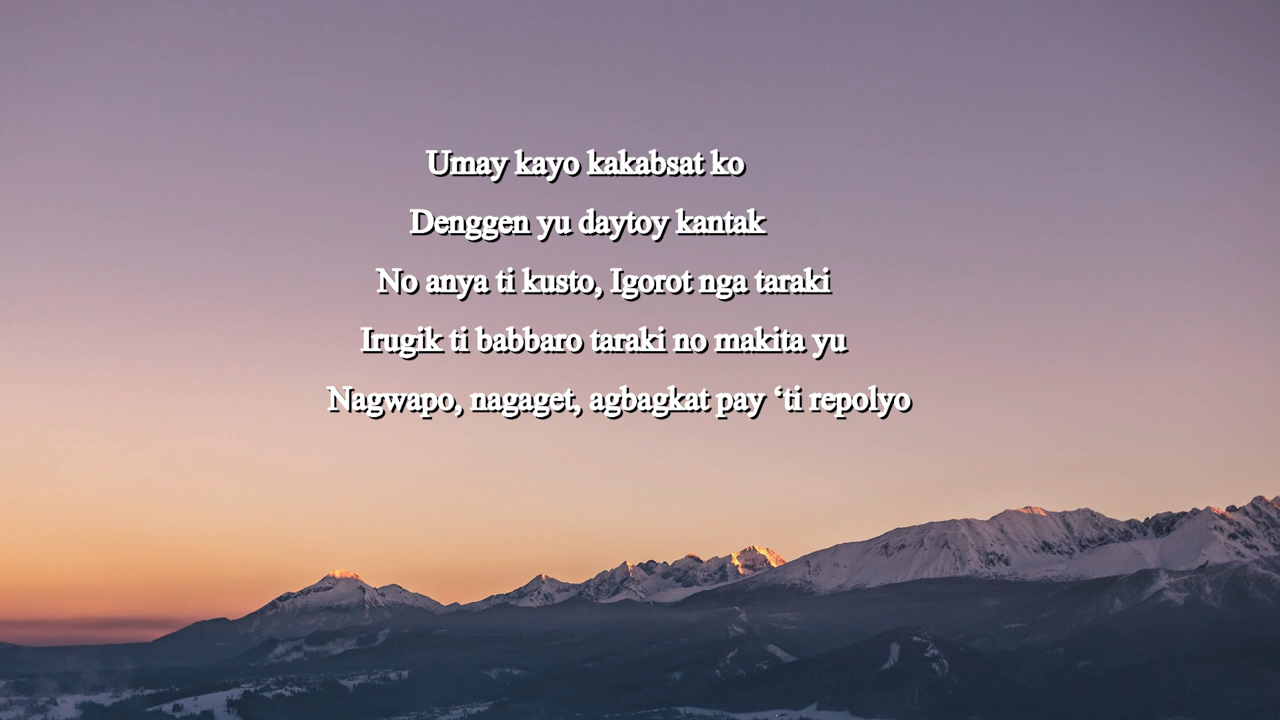 Umay kayo kakabsat ko
Denggen yu daytoy kantak
No anya ti kusto, Igorot nga taraki
Irugik ti babbaro taraki no makita yu
Nagwapo, nagaget, agbagkat pay ‘ti repolyo